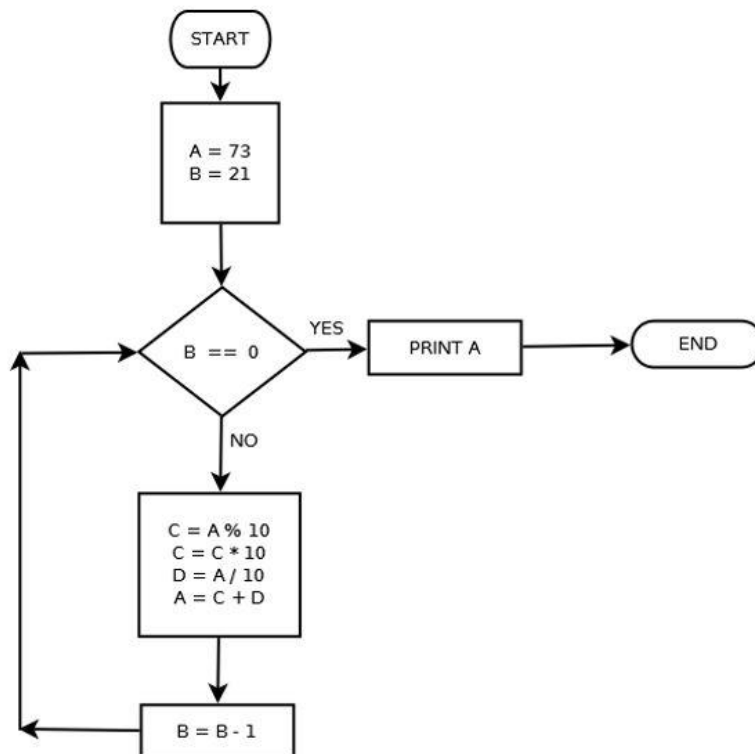 START
A = 73
B = 21
B == 0
YES
PRINT A
END
NO
C = A % 10
C = C * 10
D = A / 10
A = C + D
B = B - 1